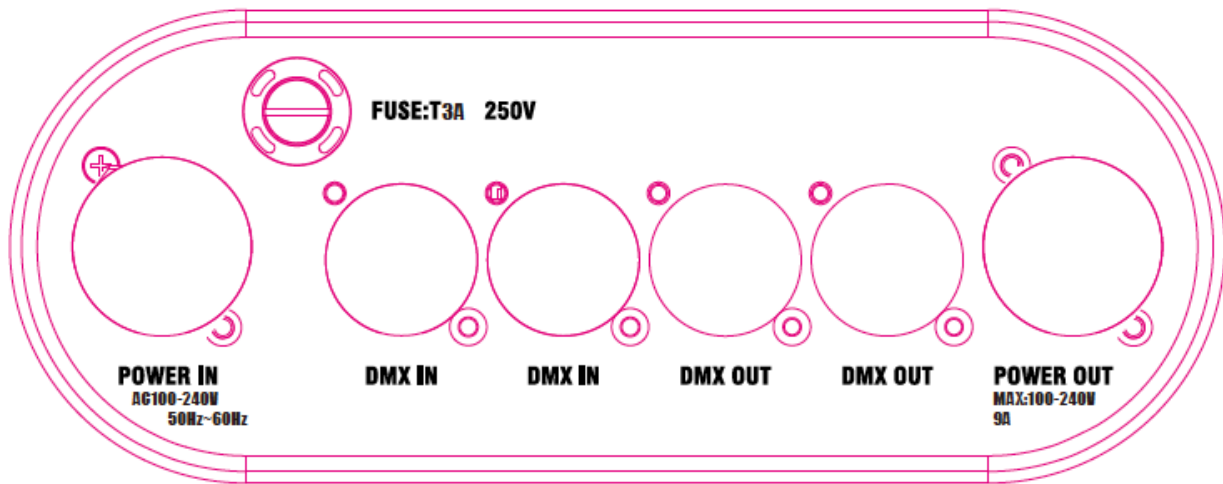 FUSE:T3A 250V
POWER IN
AC100-240V
50Hz~60Hz
DMX IN
DMX IN
DMX OUT
DMX OUT
POWER OUT
MAX:100-240V
9A